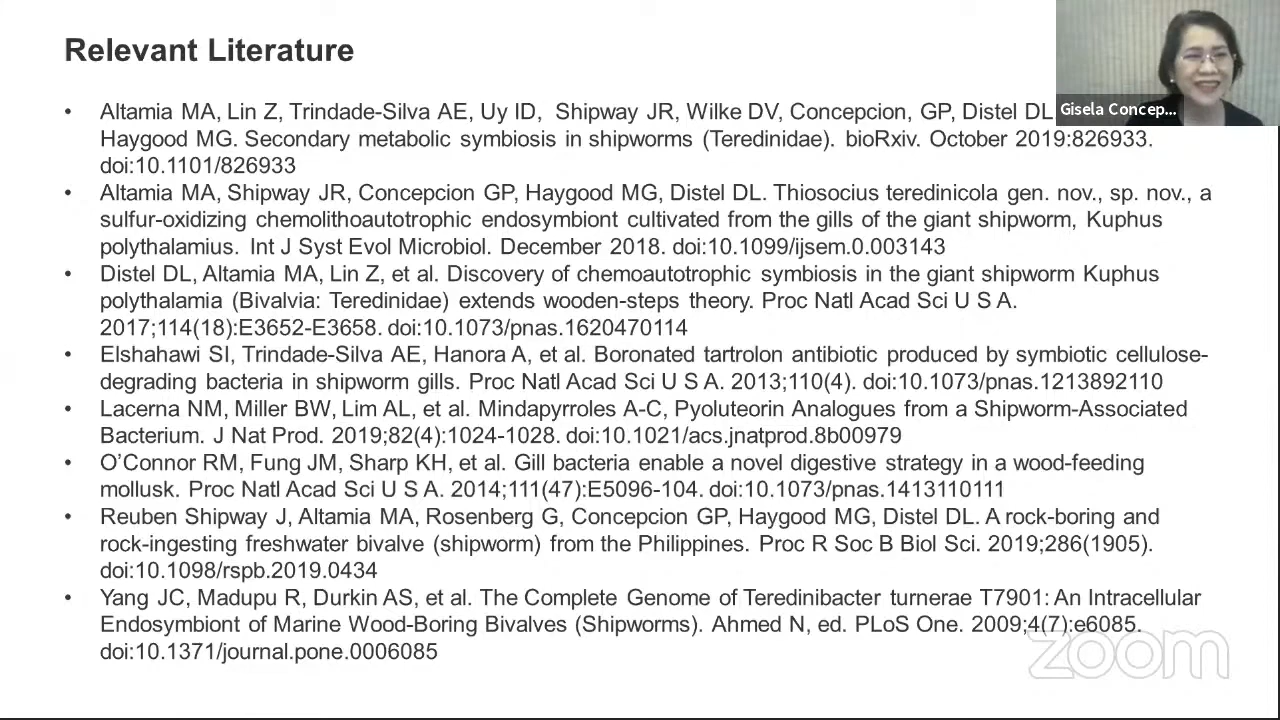 Relevant Literature
Gisela Concep...
• Altamia MA, Lin Z, Trindade-Silva AE, Uy ID, Shipway JR, Wilke DV, Concepcion, GP, Distel DL
Haygood MG. Secondary metabolic symbiosis in shipworms (Teredinidae). bioRxiv. October 2019:826933.
doi:10.1101/826933
• Altamia MA, Shipway JR, Concepcion GP, Haygood MG, Distel DL. Thiosocius teredinicola gen. nov., sp. nov., a
sulfur-oxidizing chemolithoautotrophic endosymbiont cultivated from the gills of the giant shipworm, Kuphus
polythalamius. Int J Syst Evol Microbiol. December 2018. doi:10.1099/ijsem.0.003143
• Distel DL, Altamia MA, Lin Z, et al. Discovery of chemoautotrophic symbiosis in the giant shipworm Kuphus
polythalamia (Bivalvia: Teredinidae) extends wooden-steps theory. Proc Natl Acad Sci U S A.
2017;114(18):E3652-E3658. doi:10.1073/pnas.1620470114
• Elshahawi SI, Trindade-Silva AE, Hanora A, et al. Boronated tartrolon antibiotic produced by symbiotic cellulose-
degrading bacteria in shipworm gills. Proc Natl Acad Sci U S A. 2013;110(4). doi:10.1073/pnas.1213892110
• Lacerna NM, Miller BW, Lim AL, et al. Mindapyrroles A-C, Pyoluteorin Analogues from a Shipworm-Associated
Bacterium. J Nat Prod. 2019;82(4):1024-1028. doi:10.1021/acs.jnatprod.8b00979
• O’Connor RM, Fung JM, Sharp KH, et al. Gill bacteria enable a novel digestive strategy in a wood-feeding
mollusk. Proc Natl Acad Sci U S A. 2014;111(47):E5096-104. doi:10.1073/pnas.1413110111
• Reuben Shipway J, Altamia MA, Rosenberg G, Concepcion GP, Haygood MG, Distel DL. A rock-boring and
rock-ingesting freshwater bivalve (shipworm) from the Philippines. Proc R Soc B Biol Sci. 2019;286(1905).
doi:10.1098/rspb.2019.0434
• Yang JC, Madupu R, Durkin AS, et al. The Complete Genome of Teredinibacter turnerae T7901: An Intracellular
Endosymbiont of Marine Wood-Boring Bivalves (Shipworms). Ahmed N, ed. PLoS One. 2009;4(7):e6085.
doi:10.1371/journal.pone.0006085
zoom